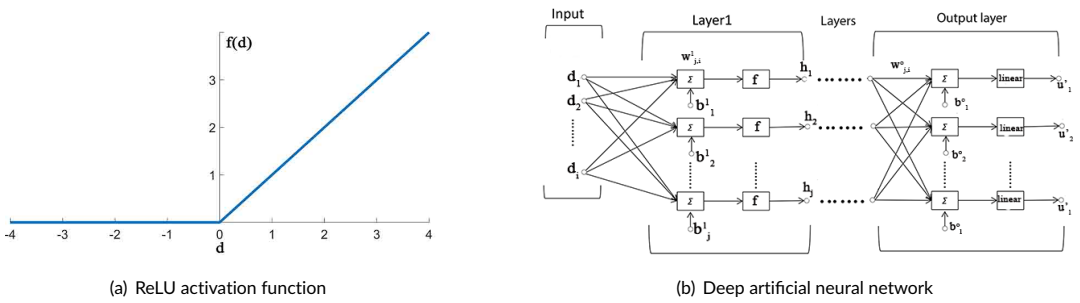 f(d)
3
2
1
-4 -3 -2 -1 0 1 2 3 4
d
(a) ReLU activation function
Input Layer1 Layers Output layer
w¹j,i h₁ wᵒj,i
d₁ Σ f Σ linear u'₁
d₂ b¹₁ bᵒ₁
Σ f h₂ Σ linear u'₂
b¹₂ bᵒ₂
dᵢ
Σ f hⱼ Σ linear u'₁
b¹ⱼ bᵒ₁
(b) Deep artificial neural network